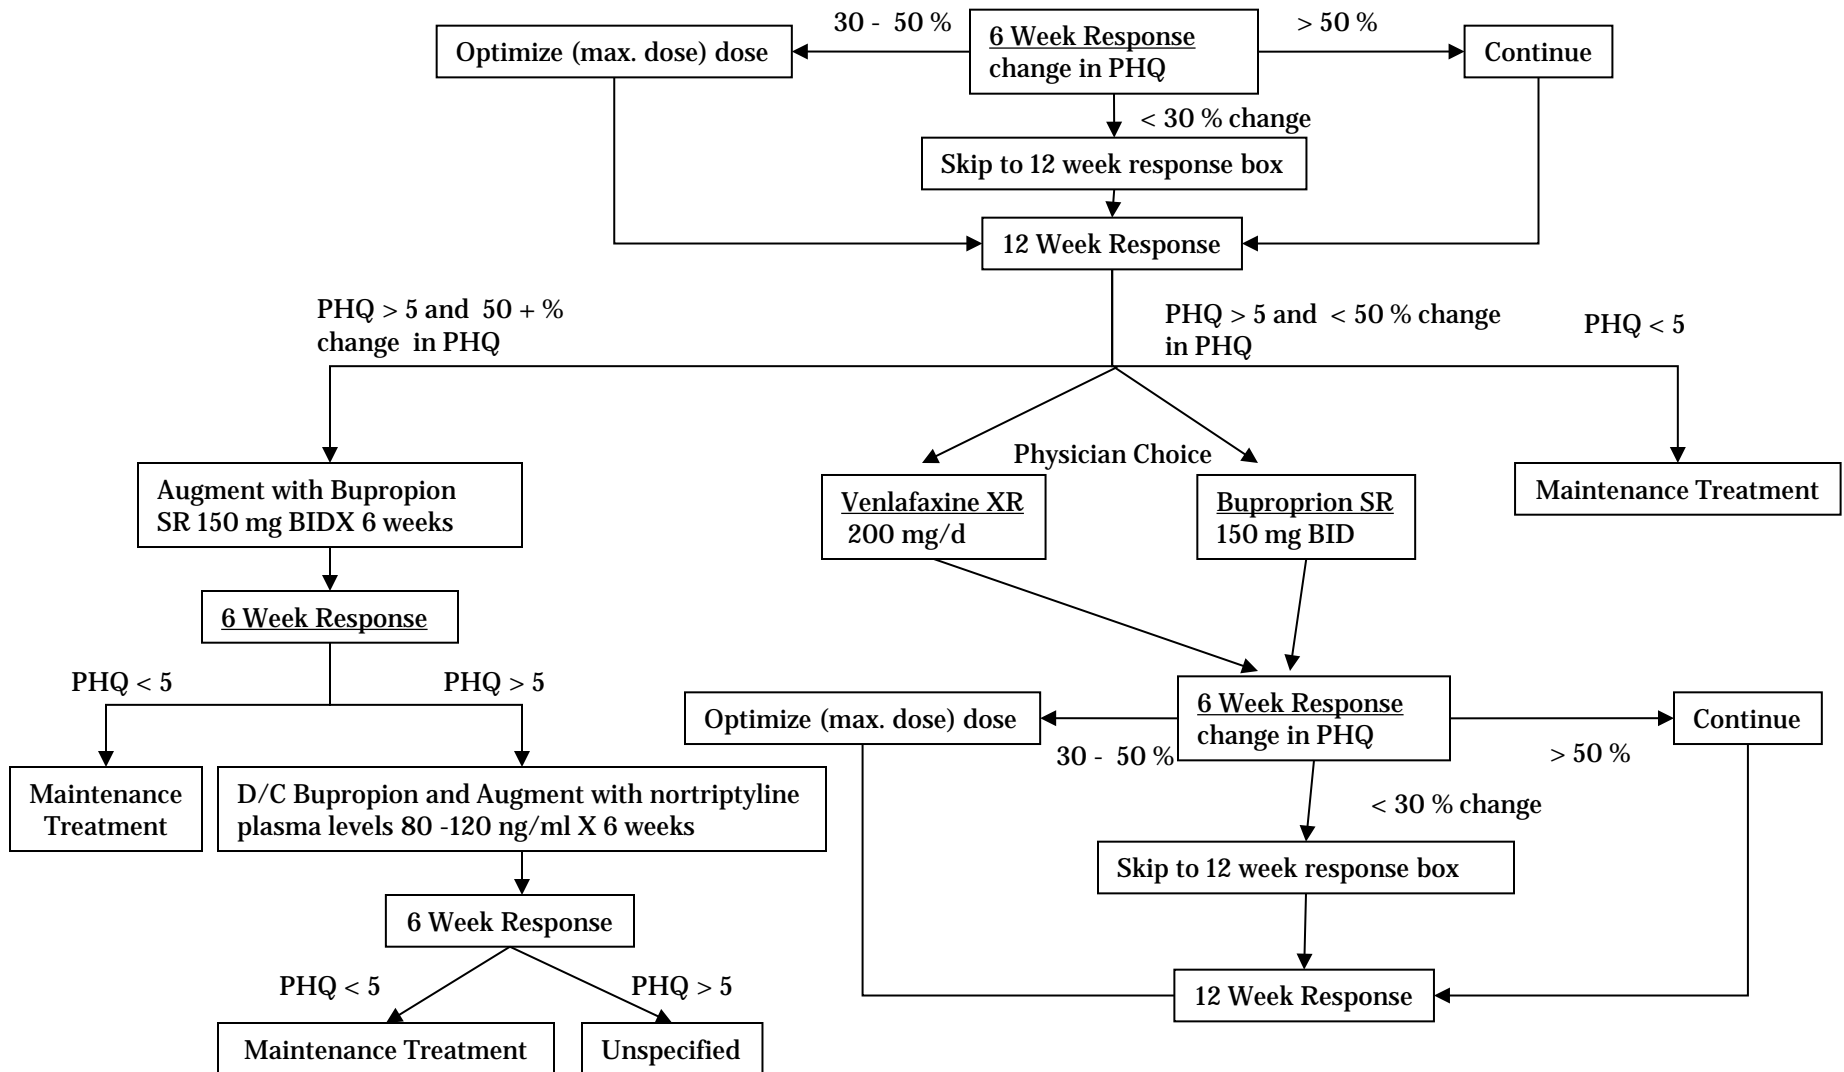 30 - 50 %
6 Week Response
change in PHQ
> 50 %
Optimize (max. dose) dose
Continue
< 30 % change
Skip to 12 week response box
12 Week Response
PHQ > 5 and 50 + %
change in PHQ
PHQ > 5 and < 50 % change
in PHQ
PHQ < 5
Physician Choice
Augment with Bupropion
SR 150 mg BIDX 6 weeks
Venlafaxine XR
200 mg/d
Buproprion SR
150 mg BID
Maintenance Treatment
6 Week Response
PHQ < 5
PHQ > 5
Optimize (max. dose) dose
6 Week Response
change in PHQ
Continue
30 - 50 %
> 50 %
Maintenance
Treatment
D/C Bupropion and Augment with nortriptyline
plasma levels 80 -120 ng/ml X 6 weeks
< 30 % change
Skip to 12 week response box
6 Week Response
PHQ < 5
PHQ > 5
12 Week Response
Maintenance Treatment
Unspecified